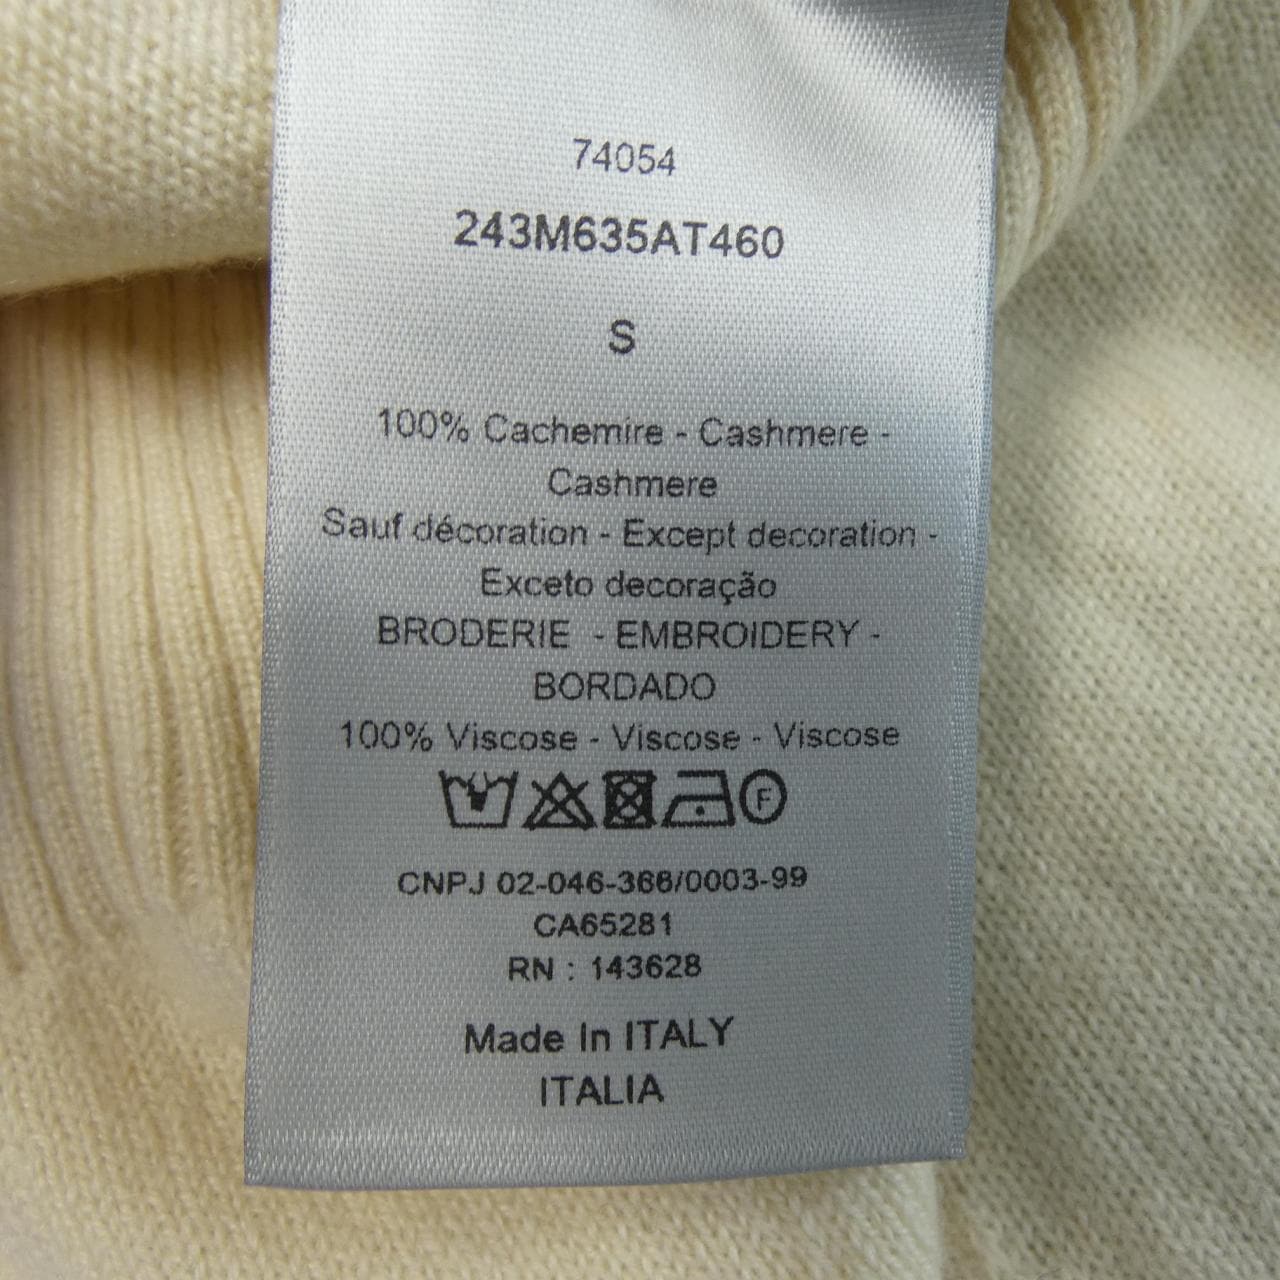 74054
243M635AT460
S
100% Cachemire - Cashmere -
Cashmere
Sauf décoration - Except decoration -
Exceto decoração
BRODERIE - EMBROIDERY -
BORDADO
100% Viscose - Viscose - Viscose
F
CNPJ 02-046-366/0003-99
CA65281
RN : 143628
Made In ITALY
ITALIA